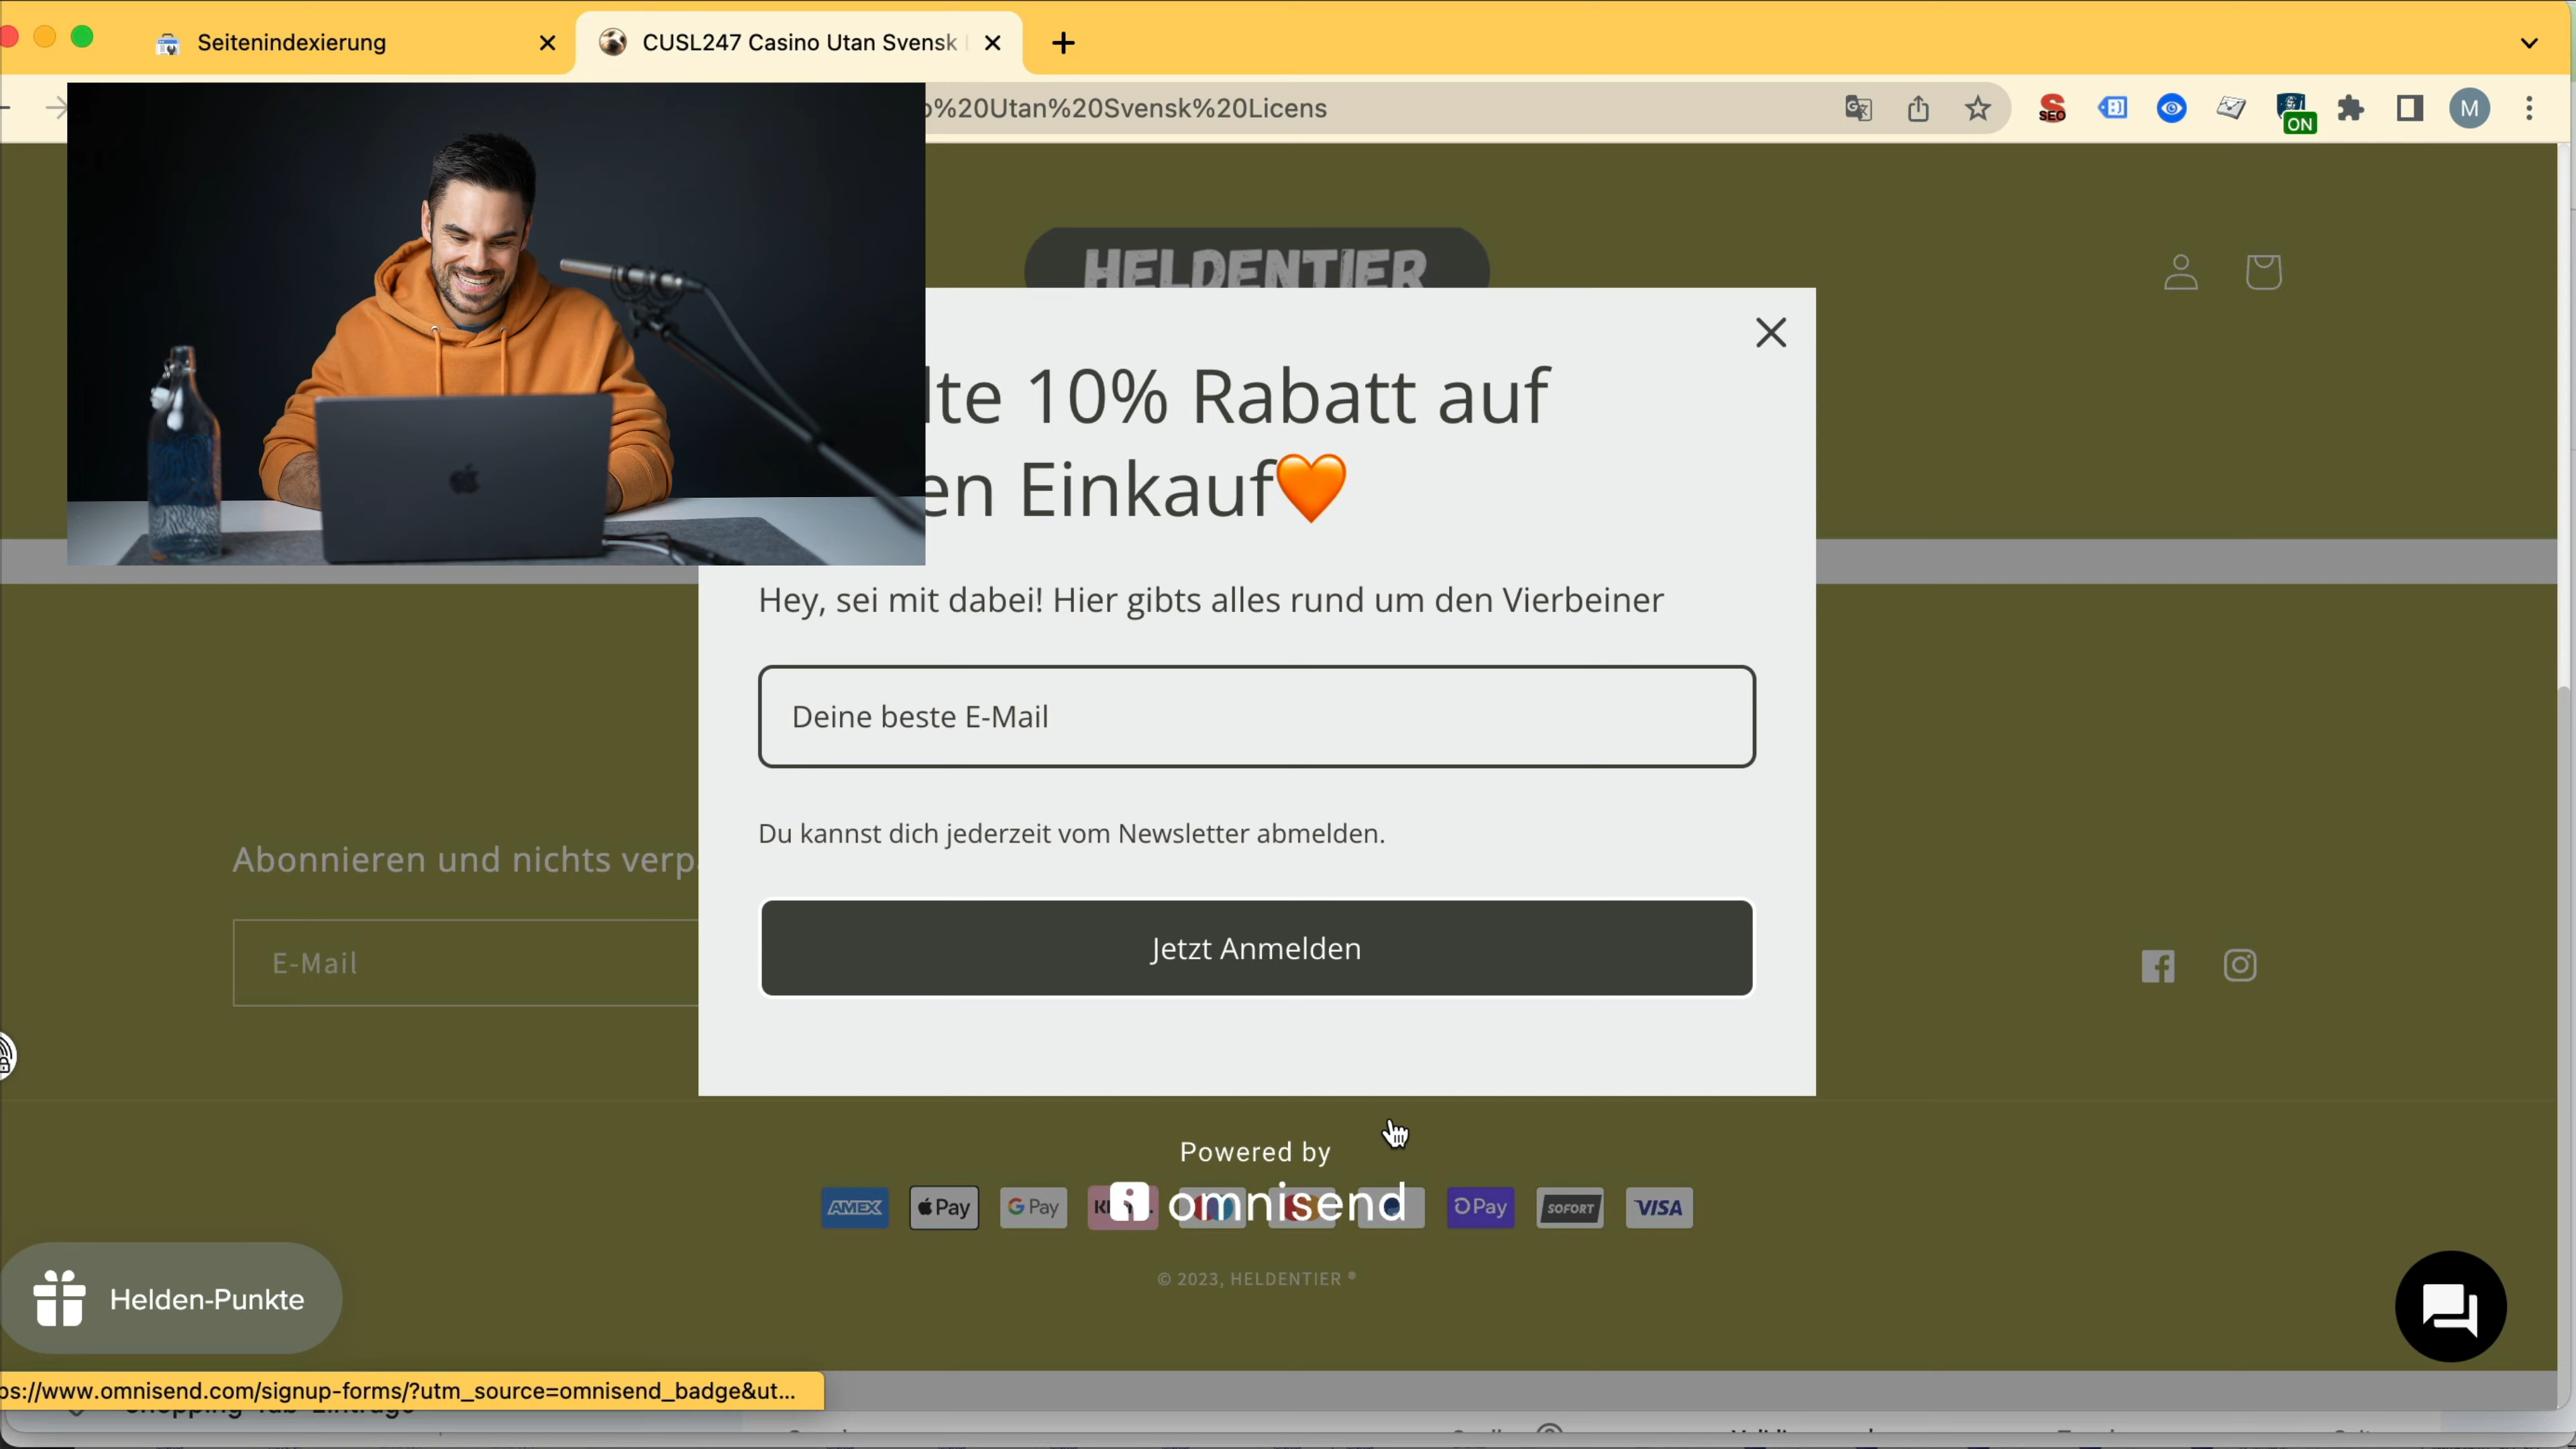 Seitenindexierung
CUSL247 Casino Utan Svensk
%20Utan%20Svensk%20Licens
SEO
ON
M
HELDENTIER
lte 10% Rabatt auf
en Einkauf🧡
Hey, sei mit dabei! Hier gibts alles rund um den Vierbeiner
Deine beste E-Mail
Du kannst dich jederzeit vom Newsletter abmelden.
Jetzt Anmelden
Abonnieren und nichts verp
E-Mail
Powered by
omnisend
AMEX
Pay
G Pay
Pay
SOFORT
VISA
© 2023, HELDENTIER ®
Helden-Punkte
ps://www.omnisend.com/signup-forms/?utm_source=omnisend_badge&ut...